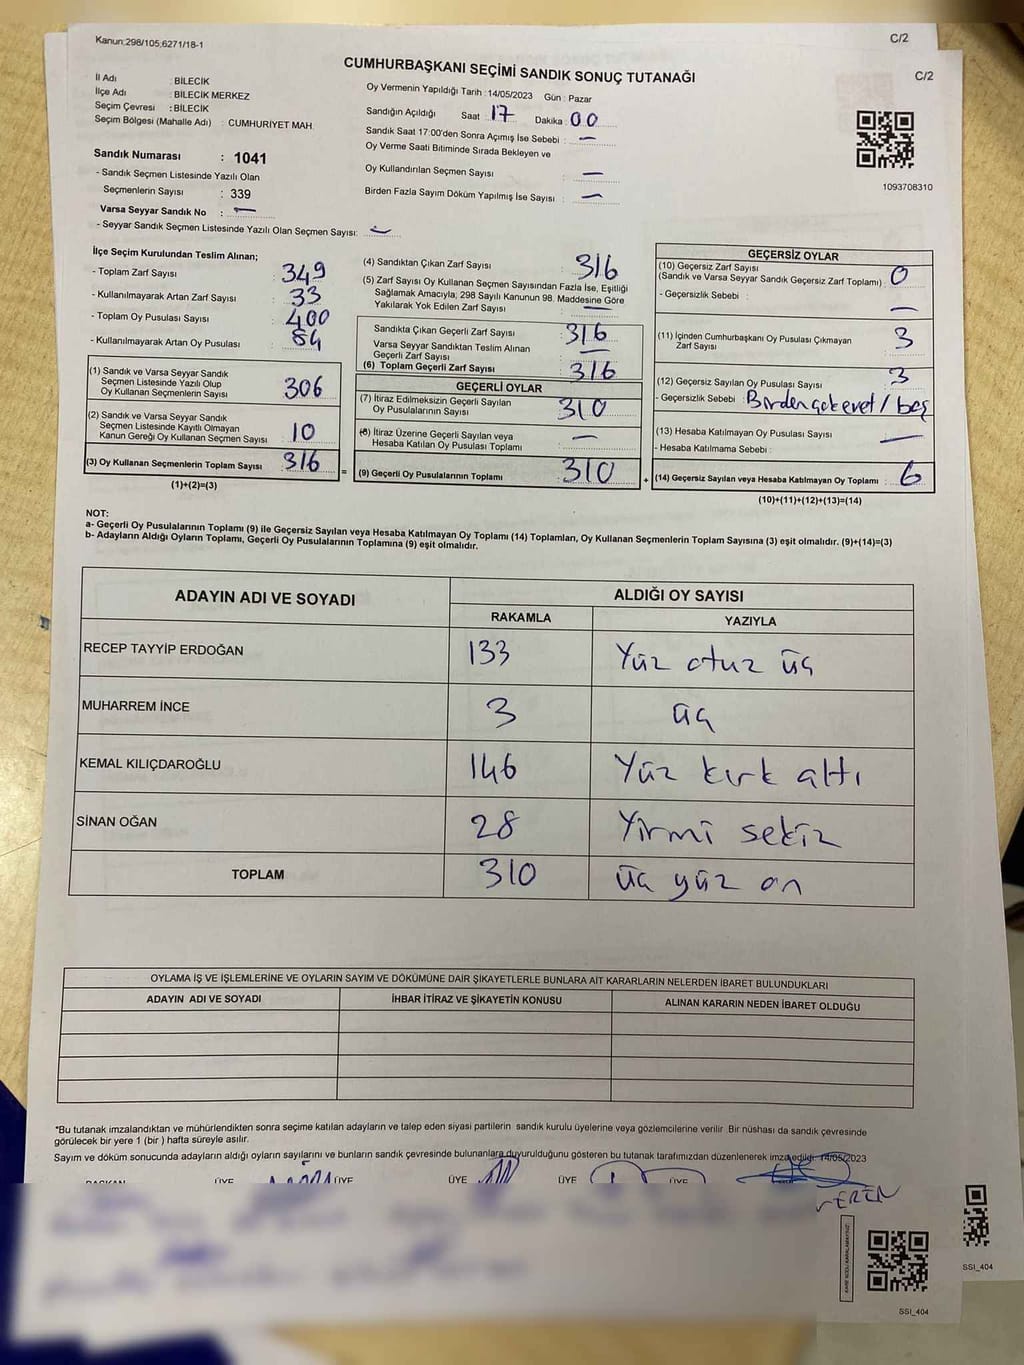 Kanun:298/105;6271/18-1
C/2
C/2
CUMHURBAŞKANI SEÇİMİ SANDIK SONUÇ TUTANAĞI
İl Adı : BİLECİK
İlçe Adı : BİLECİK MERKEZ
Seçim Çevresi : BİLECİK
Seçim Bölgesi (Mahalle Adı) : CUMHURİYET MAH.
Oy Vermenin Yapıldığı Tarih : 14/05/2023 Gün : Pazar
Sandığın Açıldığı Saat : 17 Dakika : 00
Sandık Saat 17:00'den Sonra Açımış İse Sebebi : —
Oy Verme Saati Bitiminde Sırada Bekleyen ve
Oy Kullandırılan Seçmen Sayısı : —
Birden Fazla Sayım Döküm Yapılmış İse Sayısı : —
1093708310
Sandık Numarası : 1041
- Sandık Seçmen Listesinde Yazılı Olan
Seçmenlerin Sayısı : 339
Varsa Seyyar Sandık No : —
- Seyyar Sandık Seçmen Listesinde Yazılı Olan Seçmen Sayısı: —
İlçe Seçim Kurulundan Teslim Alınan;
- Toplam Zarf Sayısı : 349
- Kullanılmayarak Artan Zarf Sayısı : 33
- Toplam Oy Pusulası Sayısı : 400
- Kullanılmayarak Artan Oy Pusulası : 84
(1) Sandık ve Varsa Seyyar Sandık
Seçmen Listesinde Yazılı Olup
Oy Kullanan Seçmenlerin Sayısı : 306
(2) Sandık ve Varsa Seyyar Sandık
Seçmen Listesinde Kayıtlı Olmayan
Kanun Gereği Oy Kullanan Seçmen Sayısı : 10
(3) Oy Kullanan Seçmenlerin Toplam Sayısı : 316
(1)+(2)=(3)
=
(4) Sandıktan Çıkan Zarf Sayısı : 316
(5) Zarf Sayısı Oy Kullanan Seçmen Sayısından Fazla İse, Eşitliği
Sağlamak Amacıyla; 298 Sayılı Kanunun 98. Maddesine Göre
Yakılarak Yok Edilen Zarf Sayısı : —
Sandıkta Çıkan Geçerli Zarf Sayısı : 316
Varsa Seyyar Sandıktan Teslim Alınan
Geçerli Zarf Sayısı : —
(6) Toplam Geçerli Zarf Sayısı : 316
GEÇERLİ OYLAR
(7) İtiraz Edilmeksizin Geçerli Sayılan
Oy Pusulalarının Sayısı : 310
(8) İtiraz Üzerine Geçerli Sayılan veya
Hesaba Katılan Oy Pusulası Toplamı : —
(9) Geçerli Oy Pusulalarının Toplamı : 310
+
GEÇERSİZ OYLAR
(10) Geçersiz Zarf Sayısı
(Sandık ve Varsa Seyyar Sandık Geçersiz Zarf Toplamı) : 0
- Geçersizlik Sebebi : —
(11) İçinden Cumhurbaşkanı Oy Pusulası Çıkmayan
Zarf Sayısı : 3
(12) Geçersiz Sayılan Oy Pusulası Sayısı : 3
- Geçersizlik Sebebi : Birden çok evet / boş
(13) Hesaba Katılmayan Oy Pusulası Sayısı : —
- Hesaba Katılmama Sebebi :
(14) Geçersiz Sayılan veya Hesaba Katılmayan Oy Toplamı : 6
(10)+(11)+(12)+(13)=(14)
NOT:
a- Geçerli Oy Pusulalarının Toplamı (9) ile Geçersiz Sayılan veya Hesaba Katılmayan Oy Toplamı (14) Toplamları, Oy Kullanan Seçmenlerin Toplam Sayısına (3) eşit olmalıdır. (9)+(14)=(3)
b- Adayların Aldığı Oyların Toplamı, Geçerli Oy Pusulalarının Toplamına (9) eşit olmalıdır.
ADAYIN ADI VE SOYADI
ALDIĞI OY SAYISI
RAKAMLA YAZIYLA
RECEP TAYYİP ERDOĞAN 133 Yüz otuz üç
MUHARREM İNCE 3 üç
KEMAL KILIÇDAROĞLU 146 Yüz kırk altı
SİNAN OĞAN 28 Yirmi sekiz
TOPLAM 310 üç yüz on
OYLAMA İŞ VE İŞLEMLERİNE VE OYLARIN SAYIM VE DÖKÜMÜNE DAİR ŞİKAYETLERLE BUNLARA AİT KARARLARIN NELERDEN İBARET BULUNDUKLARI
ADAYIN ADI VE SOYADI İHBAR İTİRAZ VE ŞİKAYETİN KONUSU ALINAN KARARIN NEDEN İBARET OLDUĞU
*Bu tutanak imzalandıktan ve mühürlendikten sonra seçime katılan adayların ve talep eden siyasi partilerin sandık kurulu üyelerine veya gözlemcilerine verilir. Bir nüshası da sandık çevresinde
görülecek bir yere 1 (bir ) hafta süreyle asılır.
Sayım ve döküm sonucunda adayların aldığı oyların sayılarını ve bunların sandık çevresinde bulunanlara duyurulduğunu gösteren bu tutanak tarafımızdan düzenlenerek imza edildi. 14/05/2023
BAŞKAN ÜYE ÜYE ÜYE ÜYE ÜYE
SSI_404
SSI_404